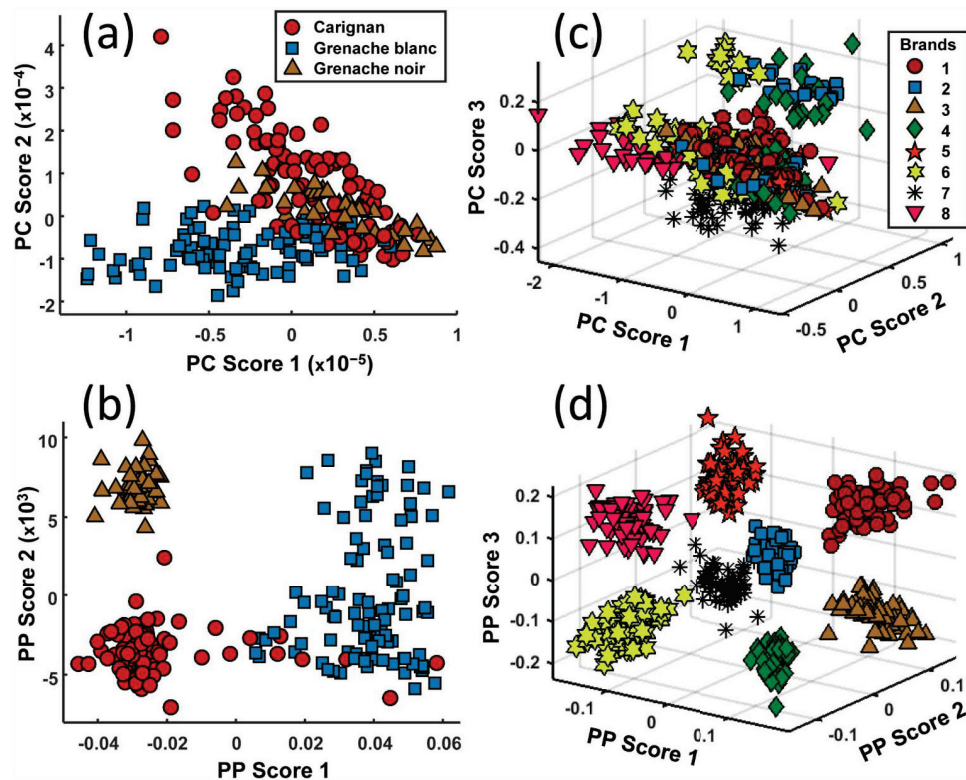 (a)
Carignan
Grenache blanc
Grenache noir
PC Score 2 (x10⁻⁴)
4
3
2
1
0
-1
-2
-1
-0.5
0
0.5
1
PC Score 1 (x10⁻⁵)
(c)
Brands
1
2
3
4
5
6
7
8
PC Score 3
0.2
0
-0.2
-0.4
-2
-1
0
1
PC Score 1
-0.5
0
0.5
1
PC Score 2
(b)
PP Score 2 (x10³)
10
5
0
-5
-0.04
-0.02
0
0.02
0.04
0.06
PP Score 1
(d)
PP Score 3
0.2
0.1
0
-0.1
-0.2
-0.1
0
0.1
PP Score 1
-0.1
0
0.1
PP Score 2